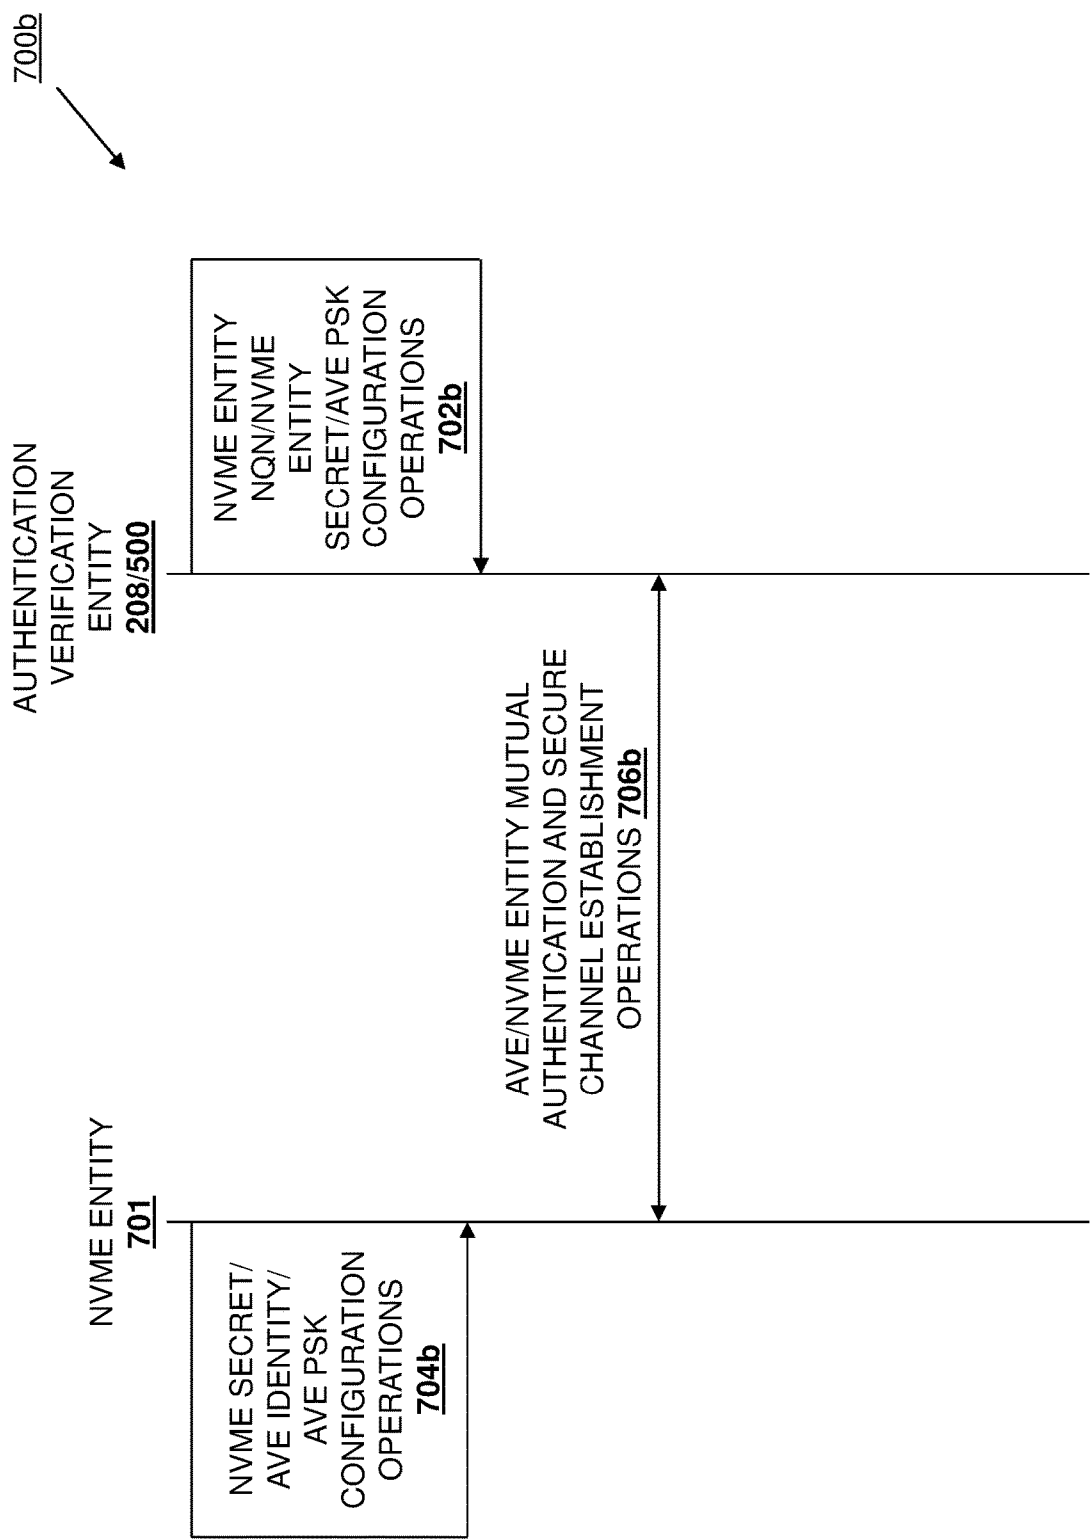 700b
NVME ENTITY
701
AUTHENTICATION
VERIFICATION
ENTITY
208/500
NVME SECRET/
AVE IDENTITY/
AVE PSK
CONFIGURATION
OPERATIONS
704b
NVME ENTITY
NQN/NVME
ENTITY
SECRET/AVE PSK
CONFIGURATION
OPERATIONS
702b
AVE/NVME ENTITY MUTUAL
AUTHENTICATION AND SECURE
CHANNEL ESTABLISHMENT
OPERATIONS 706b